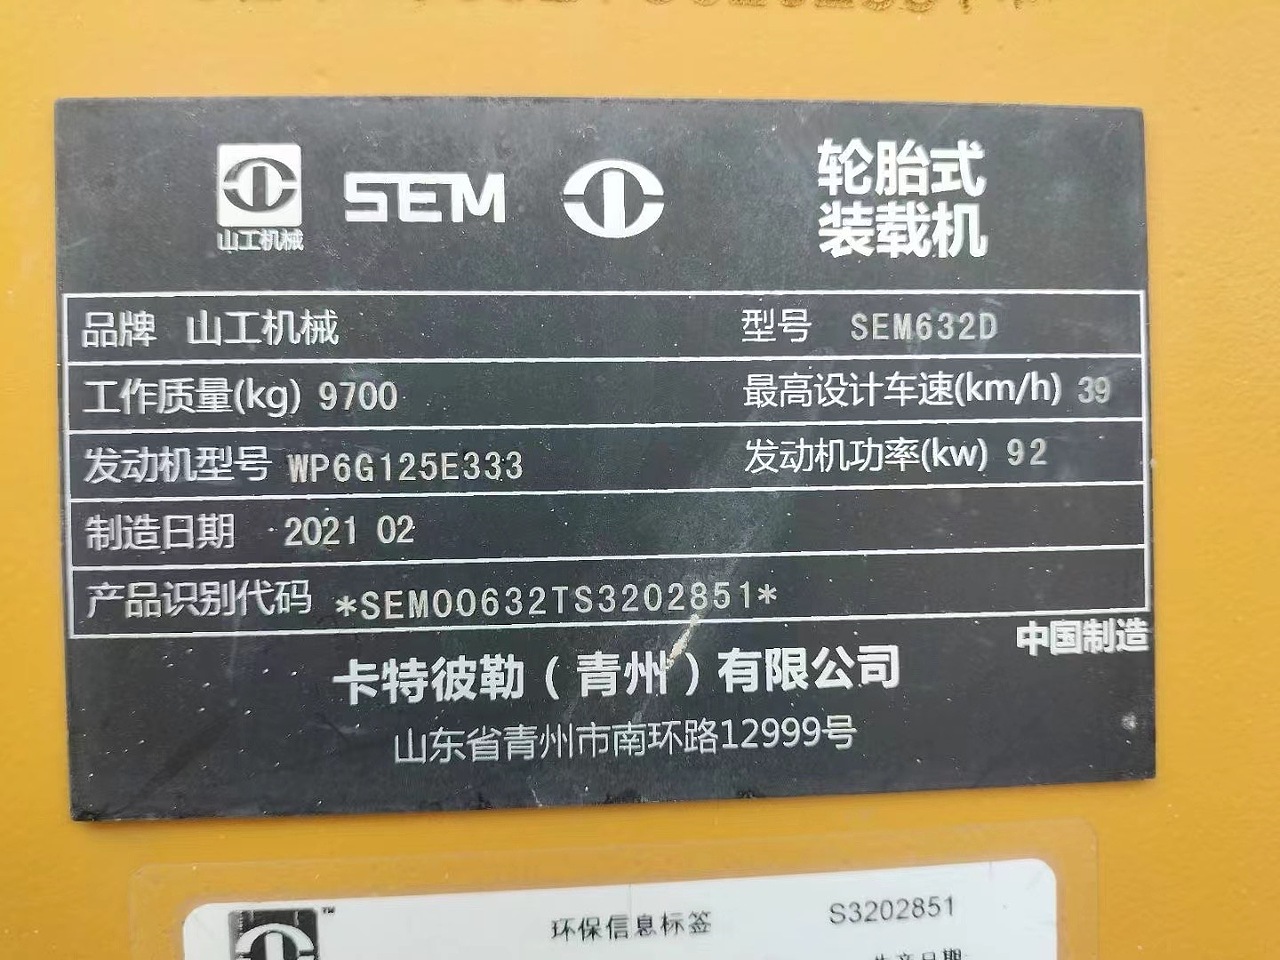 山工机械
SEM
轮胎式
装载机
品牌 山工机械 型号 SEM632D
工作质量(kg) 9700 最高设计车速(km/h) 39
发动机型号 WP6G125E333 发动机功率(kw) 92
制造日期 2021 02
产品识别代码 *SEM00632TS3202851*
中国制造
卡特彼勒(青州)有限公司
山东省青州市南环路12999号
TM
环保信息标签 S3202851
生产日期